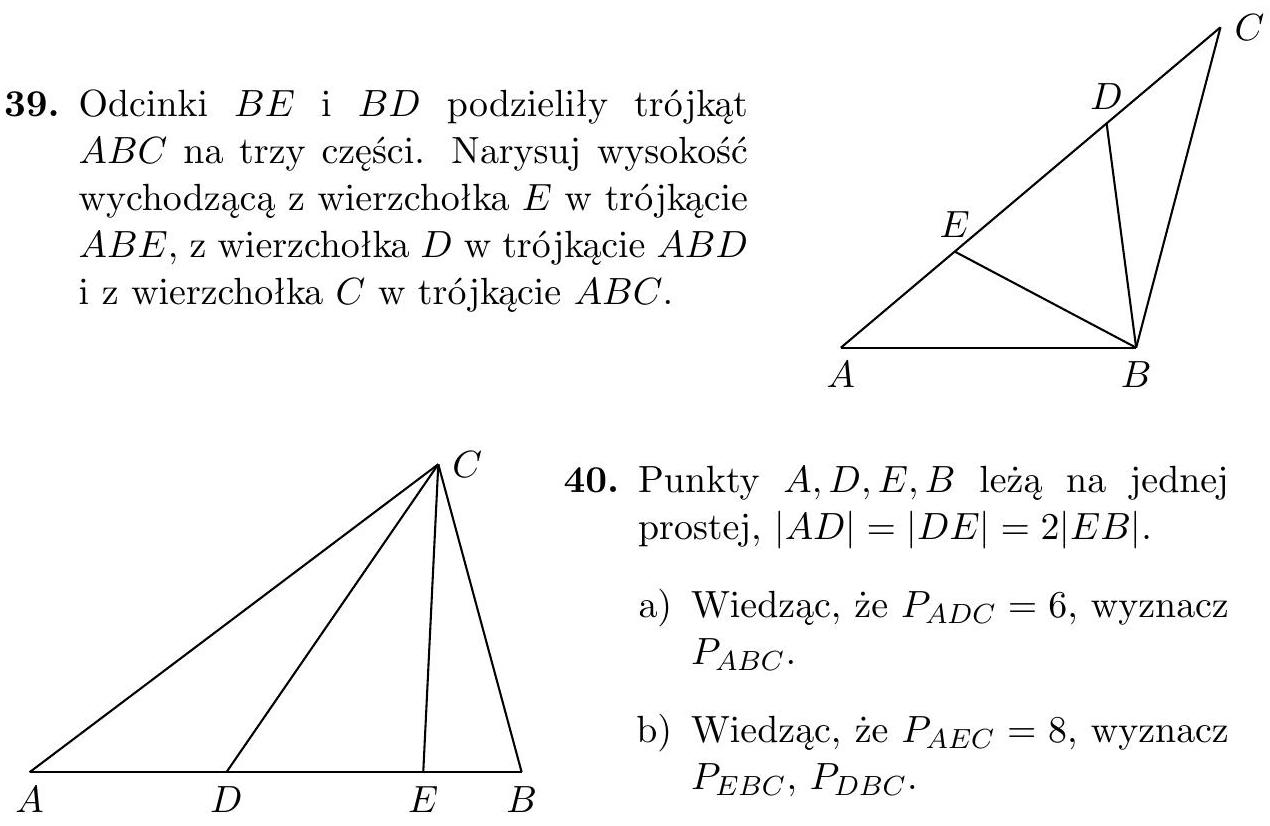 39. Odcinki BE i BD podzieliły trójkąt
ABC na trzy części. Narysuj wysokość
wychodzącą z wierzchołka E w trójkącie
ABE, z wierzchołka D w trójkącie ABD
i z wierzchołka C w trójkącie ABC.
C
D
E
A
B
C
A
D
E
B
40. Punkty A, D, E, B leżą na jednej
prostej, |AD| = |DE| = 2|EB|.
a) Wiedząc, że P_{ADC} = 6, wyznacz
P_{ABC}.
b) Wiedząc, że P_{AEC} = 8, wyznacz
P_{EBC}, P_{DBC}.